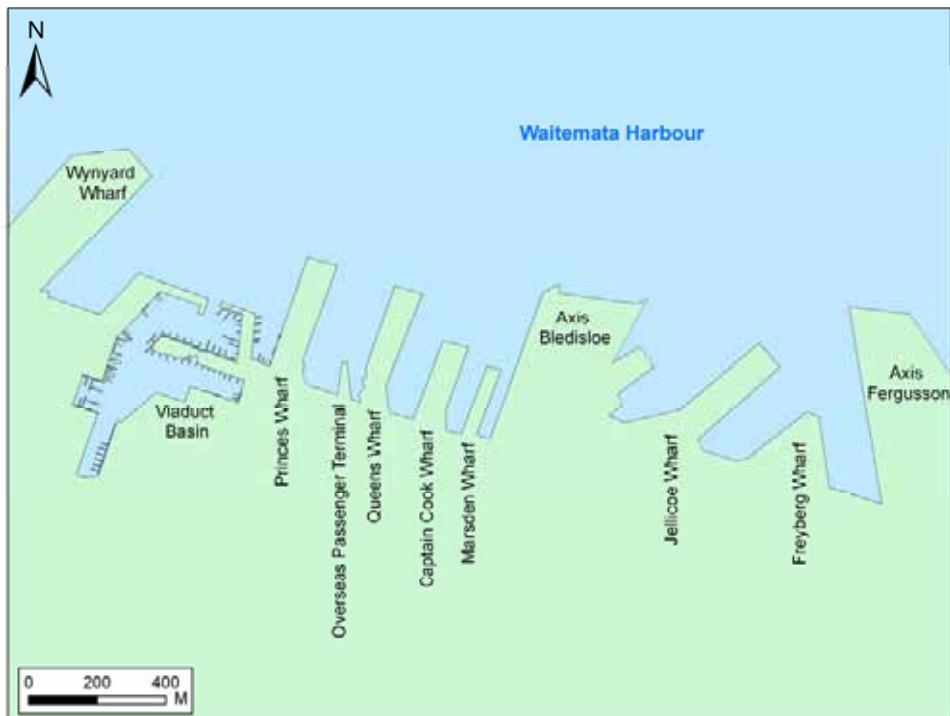 N
Waitemata Harbour
Wynyard
Wharf
Axis
Bledisloe
Axis
Fergusson
Viaduct
Basin
Princes Wharf
Overseas Passenger Terminal
Queens Wharf
Captain Cook Wharf
Marsden Wharf
Jellicoe Wharf
Freyberg Wharf
0 200 400
M